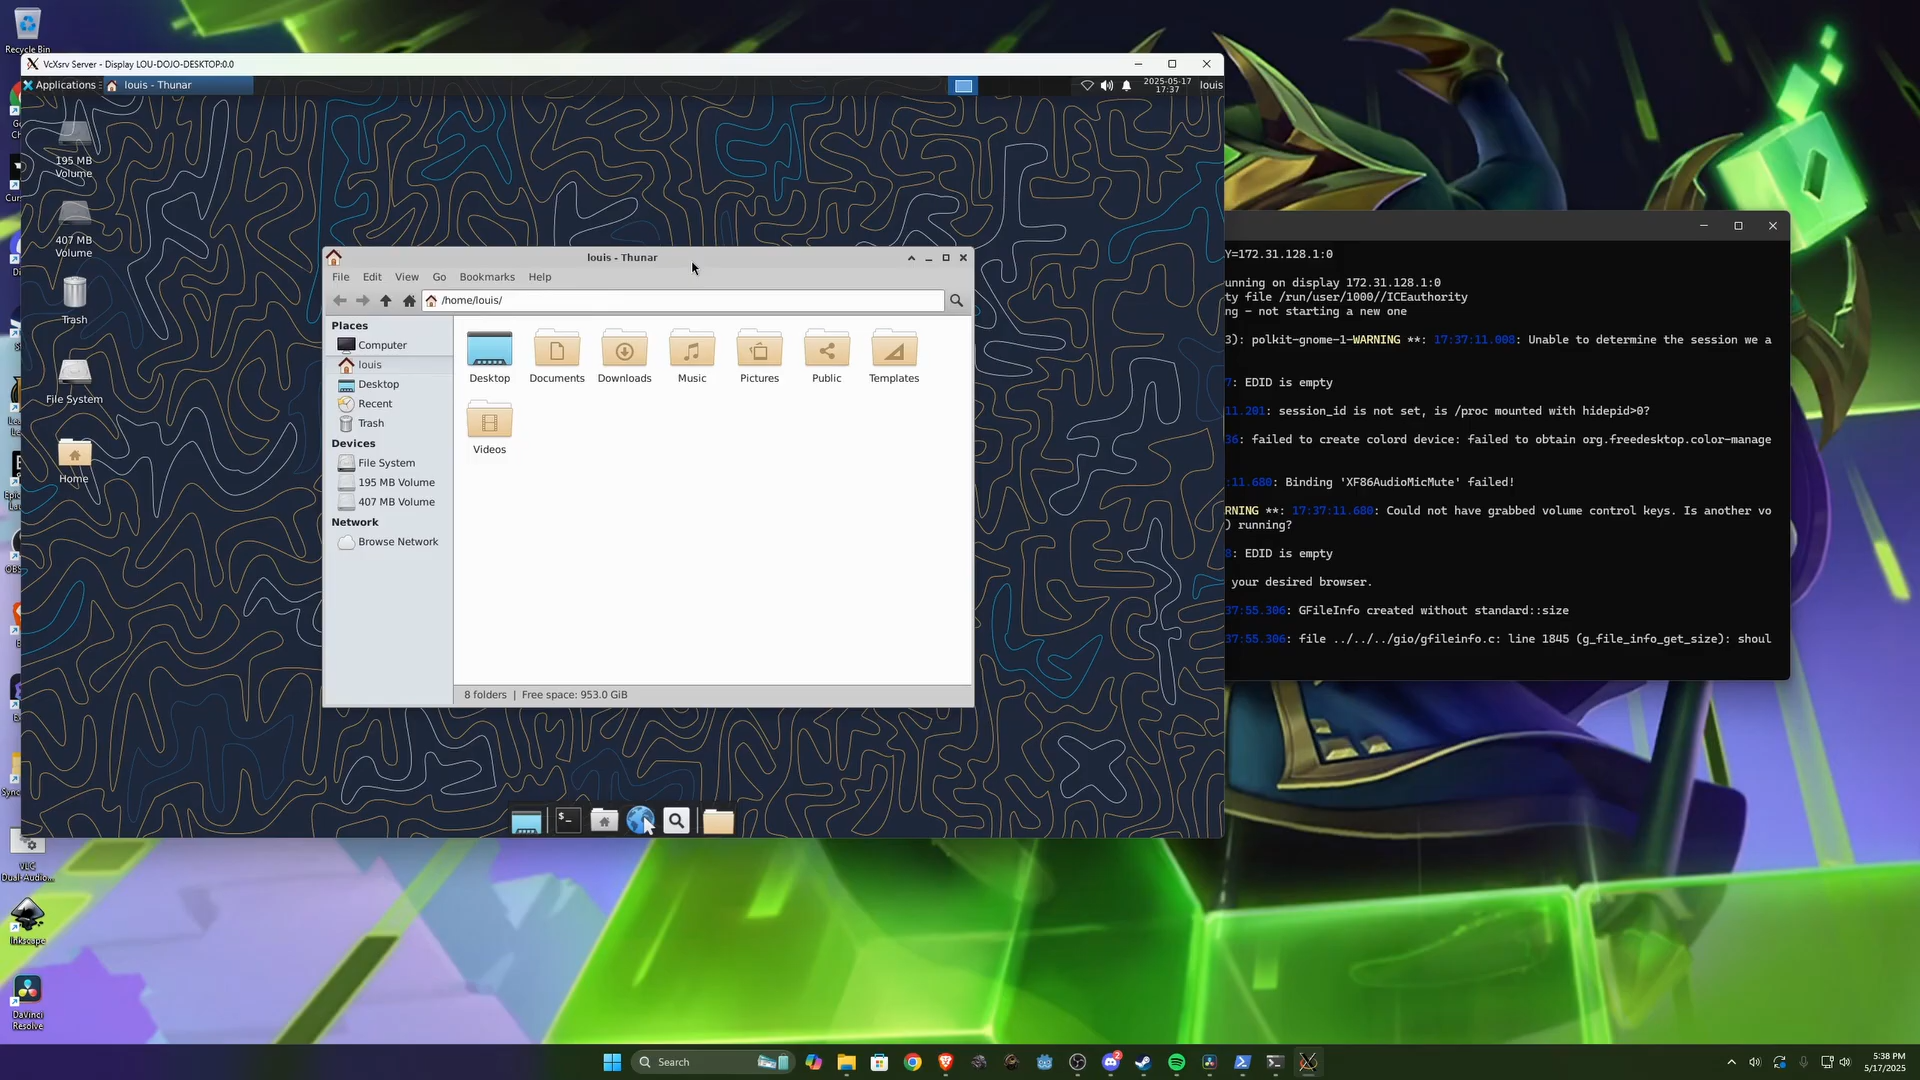 Recycle Bin
VcXsrv Server - Display LOU-DOJO-DESKTOP:0.0
Applications
louis - Thunar
2025-05-17
17:37
louis
195 MB
Volume
407 MB
Volume
Trash
File System
Home
louis - Thunar
File Edit View Go Bookmarks Help
/home/louis/
Places
Computer
louis
Desktop
Recent
Trash
Devices
File System
195 MB Volume
407 MB Volume
Network
Browse Network
Desktop
Documents
Downloads
Music
Pictures
Public
Templates
Videos
8 folders | Free space: 953.0 GiB
Y=172.31.128.1:0
unning on display 172.31.128.1:0
ty file /run/user/1000//ICEauthority
ng - not starting a new one
3): polkit-gnome-1-WARNING **: 17:37:11.008: Unable to determine the session we a
7: EDID is empty
11.201: session_id is not set, is /proc mounted with hidepid>0?
36: failed to create colord device: failed to obtain org.freedesktop.color-manage
:11.680: Binding 'XF86AudioMicMute' failed!
RNING **: 17:37:11.680: Could not have grabbed volume control keys. Is another vo
) running?
8: EDID is empty
your desired browser.
37:55.306: GFileInfo created without standard::size
37:55.306: file ../../../gio/gfileinfo.c: line 1845 (g_file_info_get_size): shoul
VLC
Dual-Audio...
Inkscape
DaVinci
Resolve
Search
2
5:38 PM
5/17/2025